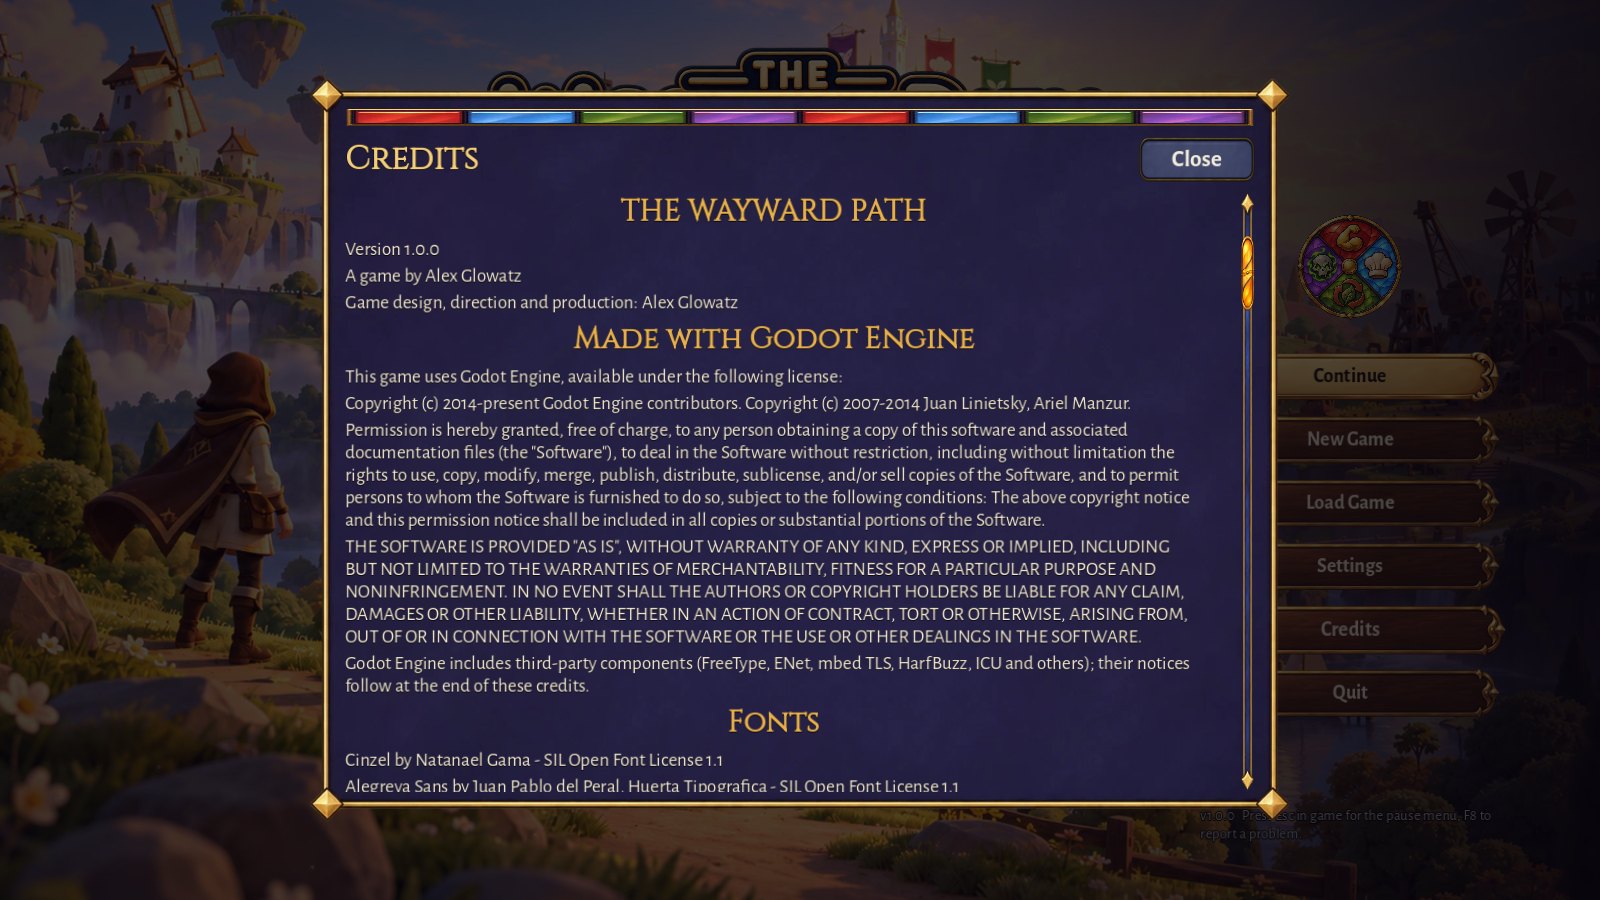 THE
CREDITS
Close
THE WAYWARD PATH
Version 1.0.0
A game by Alex Glowatz
Game design, direction and production: Alex Glowatz
MADE WITH GODOT ENGINE
This game uses Godot Engine, available under the following license:
Copyright (c) 2014-present Godot Engine contributors. Copyright (c) 2007-2014 Juan Linietsky, Ariel Manzur.
Permission is hereby granted, free of charge, to any person obtaining a copy of this software and associated
documentation files (the "Software"), to deal in the Software without restriction, including without limitation the
rights to use, copy, modify, merge, publish, distribute, sublicense, and/or sell copies of the Software, and to permit
persons to whom the Software is furnished to do so, subject to the following conditions: The above copyright notice
and this permission notice shall be included in all copies or substantial portions of the Software.
THE SOFTWARE IS PROVIDED "AS IS", WITHOUT WARRANTY OF ANY KIND, EXPRESS OR IMPLIED, INCLUDING
BUT NOT LIMITED TO THE WARRANTIES OF MERCHANTABILITY, FITNESS FOR A PARTICULAR PURPOSE AND
NONINFRINGEMENT. IN NO EVENT SHALL THE AUTHORS OR COPYRIGHT HOLDERS BE LIABLE FOR ANY CLAIM,
DAMAGES OR OTHER LIABILITY, WHETHER IN AN ACTION OF CONTRACT, TORT OR OTHERWISE, ARISING FROM,
OUT OF OR IN CONNECTION WITH THE SOFTWARE OR THE USE OR OTHER DEALINGS IN THE SOFTWARE.
Godot Engine includes third-party components (FreeType, ENet, mbed TLS, HarfBuzz, ICU and others); their notices
follow at the end of these credits.
FONTS
Cinzel by Natanael Gama - SIL Open Font License 1.1
Alegreya Sans by Juan Pablo del Peral, Huerta Tipografica - SIL Open Font License 1.1
Continue
New Game
Load Game
Settings
Credits
Quit
v1.0.0. Press Esc in game for the pause menu, F8 to
report a problem.